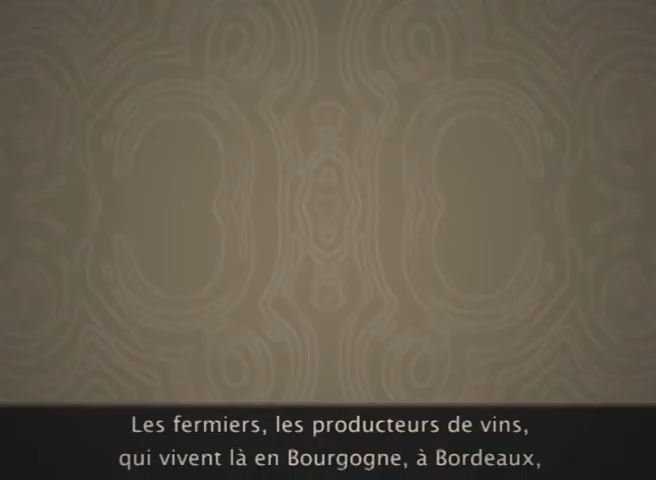 Les fermiers, les producteurs de vins,
qui vivent là en Bourgogne, à Bordeaux,